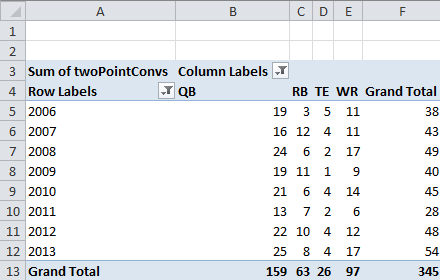 A B C D E F
1
2
3 Sum of twoPointConvs Column Labels
4 Row Labels QB RB TE WR Grand Total
5 2006 19 3 5 11 38
6 2007 16 12 4 11 43
7 2008 24 6 2 17 49
8 2009 19 11 1 9 40
9 2010 21 6 4 14 45
10 2011 13 7 2 6 28
11 2012 22 10 4 12 48
12 2013 25 8 4 17 54
13 Grand Total 159 63 26 97 345